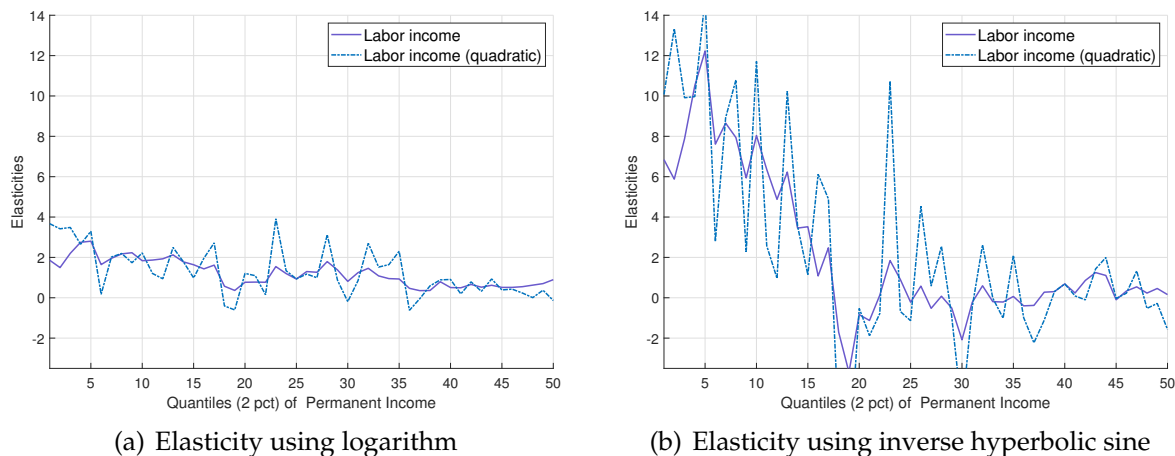 14
12
10
8
6
4
2
0
-2
Elasticities
Labor income
Labor income (quadratic)
5 10 15 20 25 30 35 40 45 50
Quantiles (2 pct) of Permanent Income
(a) Elasticity using logarithm
14
12
10
8
6
4
2
0
-2
Elasticities
Labor income
Labor income (quadratic)
5 10 15 20 25 30 35 40 45 50
Quantiles (2 pct) of Permanent Income
(b) Elasticity using inverse hyperbolic sine